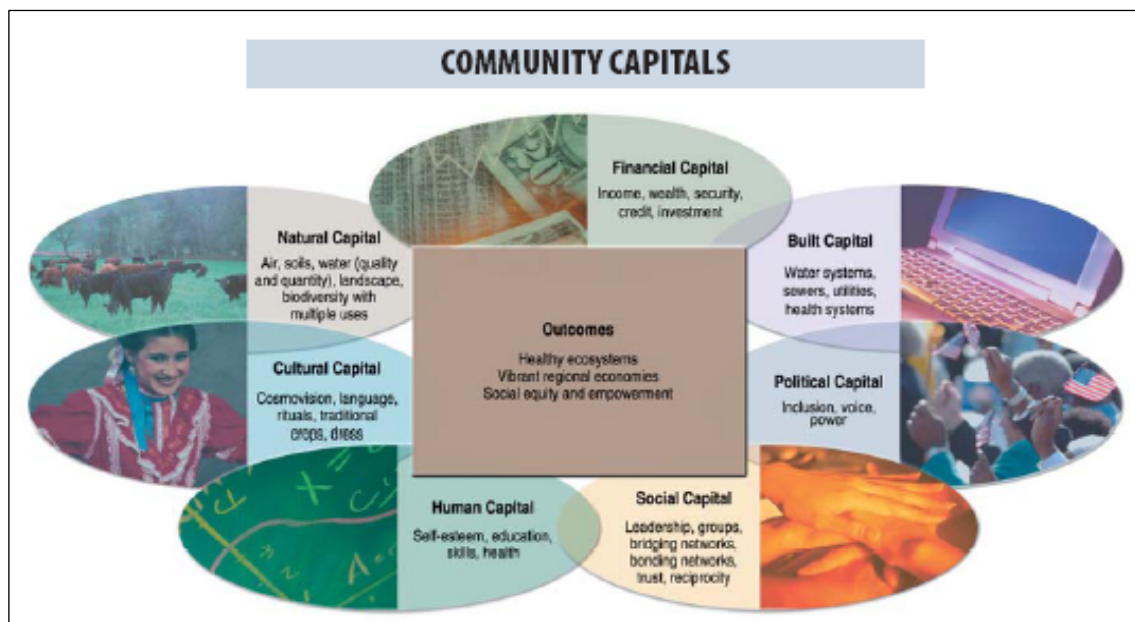 COMMUNITY CAPITALS
Financial Capital
Income, wealth, security,
credit, investment
Natural Capital
Air, soils, water (quality
and quantity), landscape,
biodiversity with
multiple uses
Built Capital
Water systems,
sewers, utilities,
health systems
Outcomes
Healthy ecosystems
Vibrant regional economies
Social equity and empowerment
Cultural Capital
Cosmovision, language,
rituals, traditional
crops, dress
Political Capital
Inclusion, voice,
power
Human Capital
Self-esteem, education,
skills, health
Social Capital
Leadership, groups,
bridging networks,
bonding networks,
trust, reciprocity